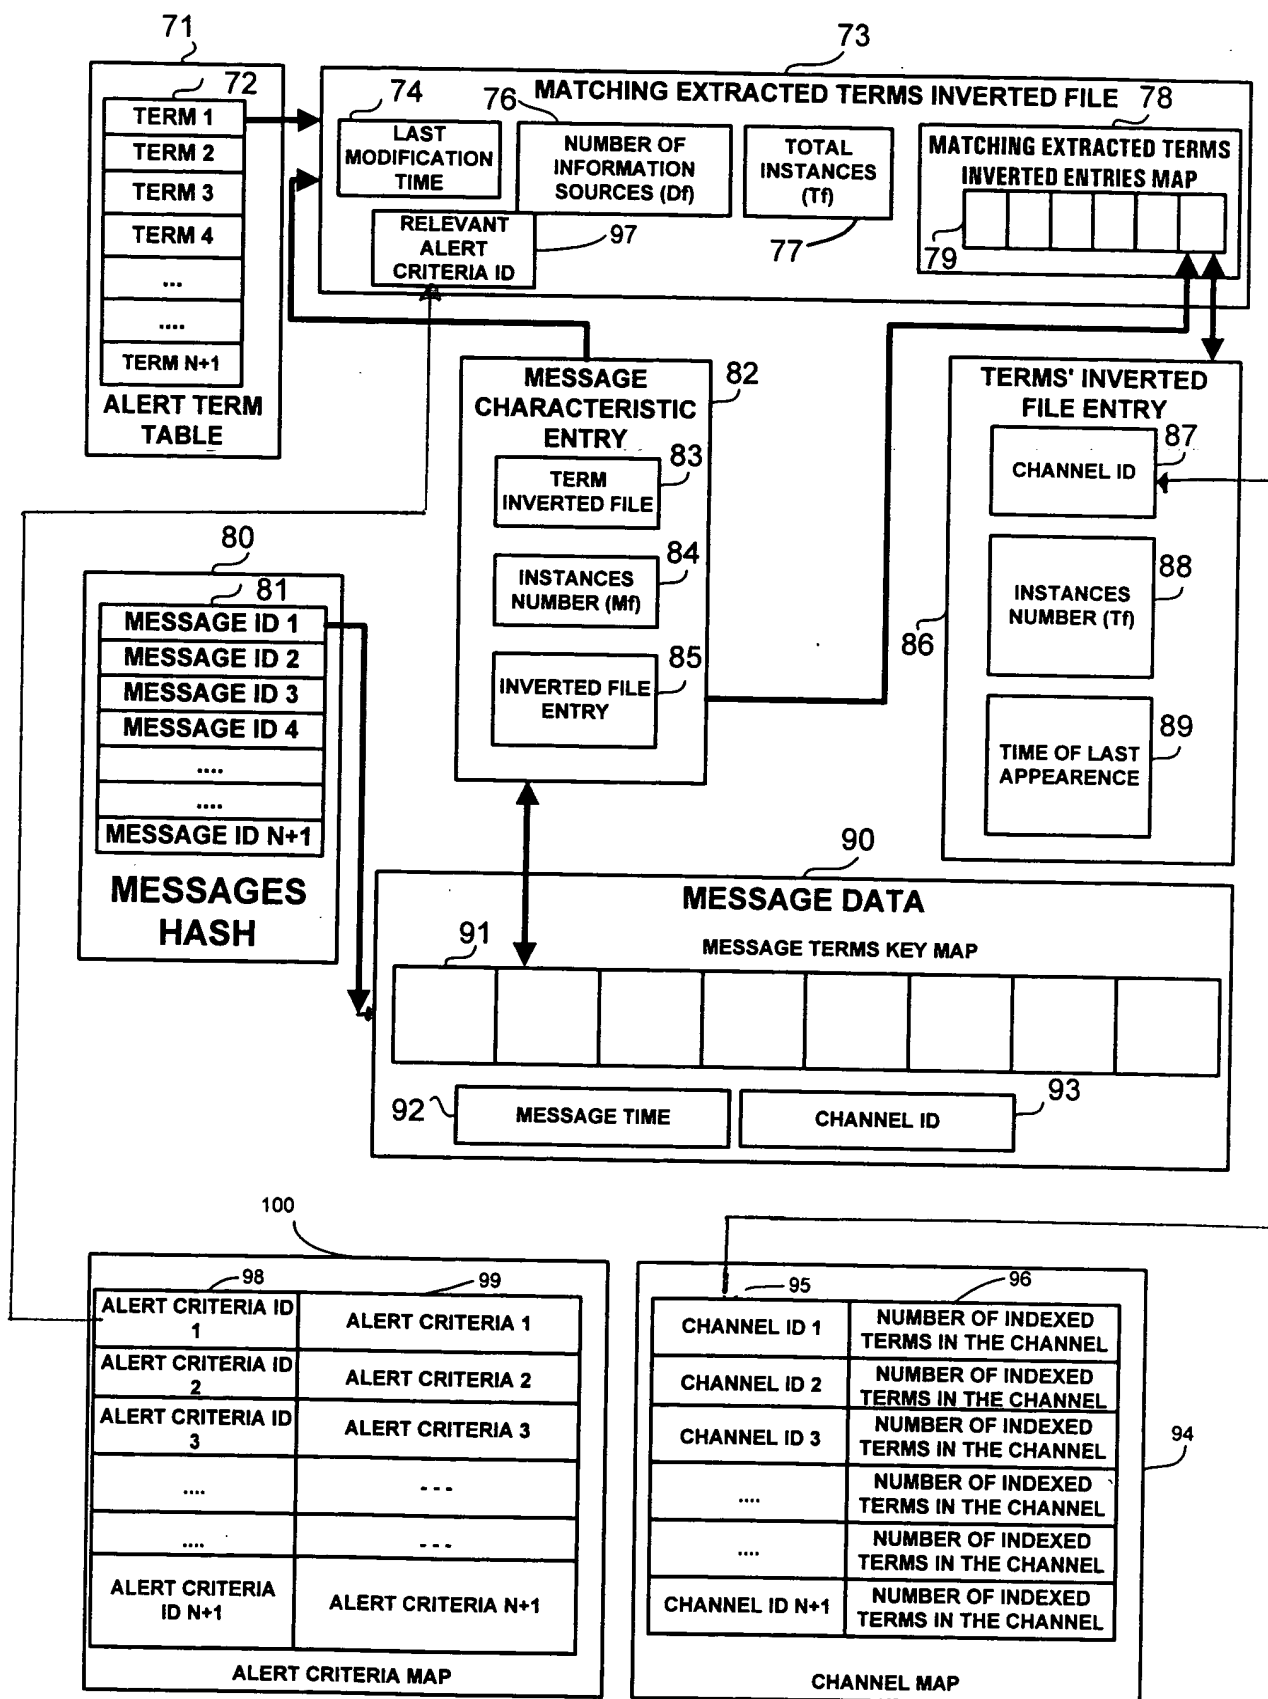 71
72
TERM 1
TERM 2
TERM 3
TERM 4
...
....
TERM N+1
ALERT TERM
TABLE
73
MATCHING EXTRACTED TERMS INVERTED FILE
74
LAST
MODIFICATION
TIME
76
NUMBER OF
INFORMATION
SOURCES (Df)
TOTAL
INSTANCES
(Tf)
77
78
MATCHING EXTRACTED TERMS
INVERTED ENTRIES MAP
79
RELEVANT
ALERT
CRITERIA ID
97
MESSAGE
CHARACTERISTIC
ENTRY
82
83
TERM
INVERTED FILE
84
INSTANCES
NUMBER (Mf)
85
INVERTED FILE
ENTRY
TERMS' INVERTED
FILE ENTRY
87
CHANNEL ID
88
INSTANCES
NUMBER (Tf)
86
89
TIME OF LAST
APPEARENCE
80
81
MESSAGE ID 1
MESSAGE ID 2
MESSAGE ID 3
MESSAGE ID 4
....
....
MESSAGE ID N+1
MESSAGES
HASH
90
MESSAGE DATA
91
MESSAGE TERMS KEY MAP
92
MESSAGE TIME
CHANNEL ID
93
100
98
99
ALERT CRITERIA ID
1
ALERT CRITERIA 1
ALERT CRITERIA ID
2
ALERT CRITERIA 2
ALERT CRITERIA ID
3
ALERT CRITERIA 3
....
- - -
....
- - -
ALERT CRITERIA
ID N+1
ALERT CRITERIA N+1
ALERT CRITERIA MAP
95
96
CHANNEL ID 1
NUMBER OF INDEXED
TERMS IN THE CHANNEL
CHANNEL ID 2
NUMBER OF INDEXED
TERMS IN THE CHANNEL
CHANNEL ID 3
NUMBER OF INDEXED
TERMS IN THE CHANNEL
94
....
NUMBER OF INDEXED
TERMS IN THE CHANNEL
....
NUMBER OF INDEXED
TERMS IN THE CHANNEL
CHANNEL ID N+1
NUMBER OF INDEXED
TERMS IN THE CHANNEL
CHANNEL MAP